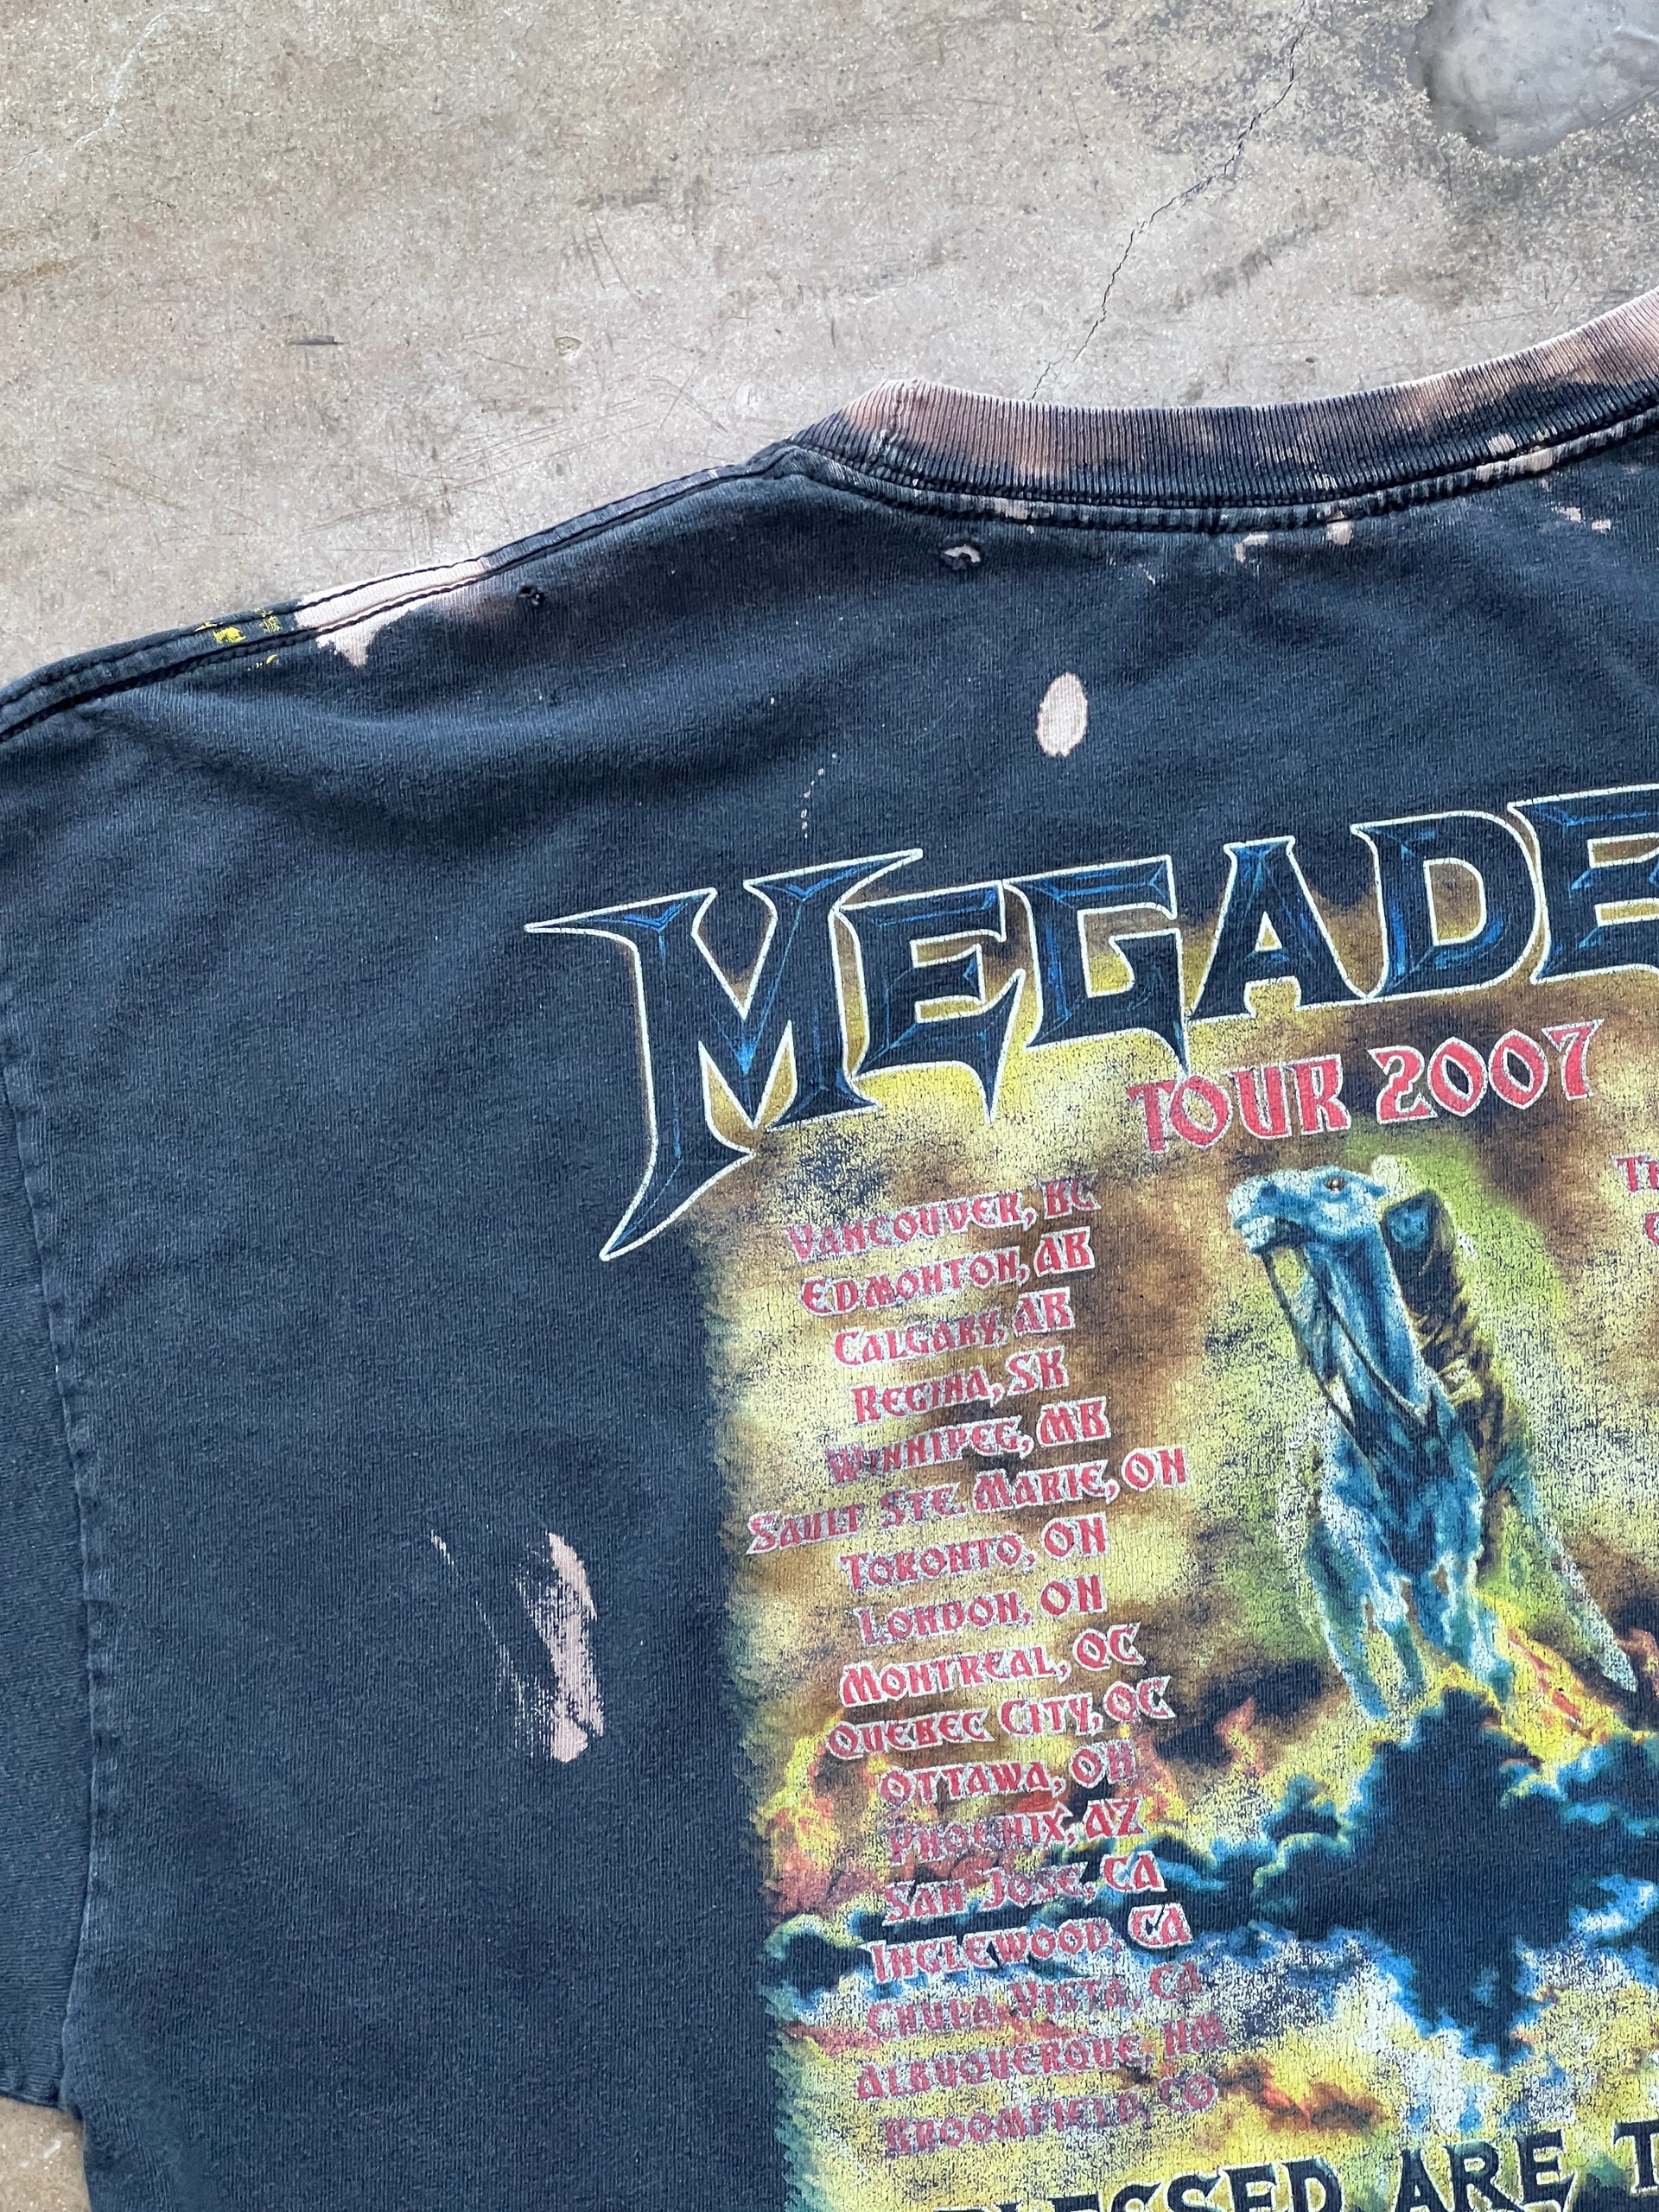 MEGADE
TOUR 2007
VANCOUVER, BC
EDMONTON, AB
CALGARY, AB
REGINA, SK
WINNIPEG, MB
SAULT STE. MARIE, ON
TORONTO, ON
LONDON, ON
MONTREAL, QC
QUEBEC CITY, QC
OTTAWA, ON
PHOENIX, AZ
SAN JOSE, CA
INGLEWOOD, CA
CHULA VISTA, CA
ALBUQUERQUE, NM
BROOMFIELD, CO
BLESSED ARE T